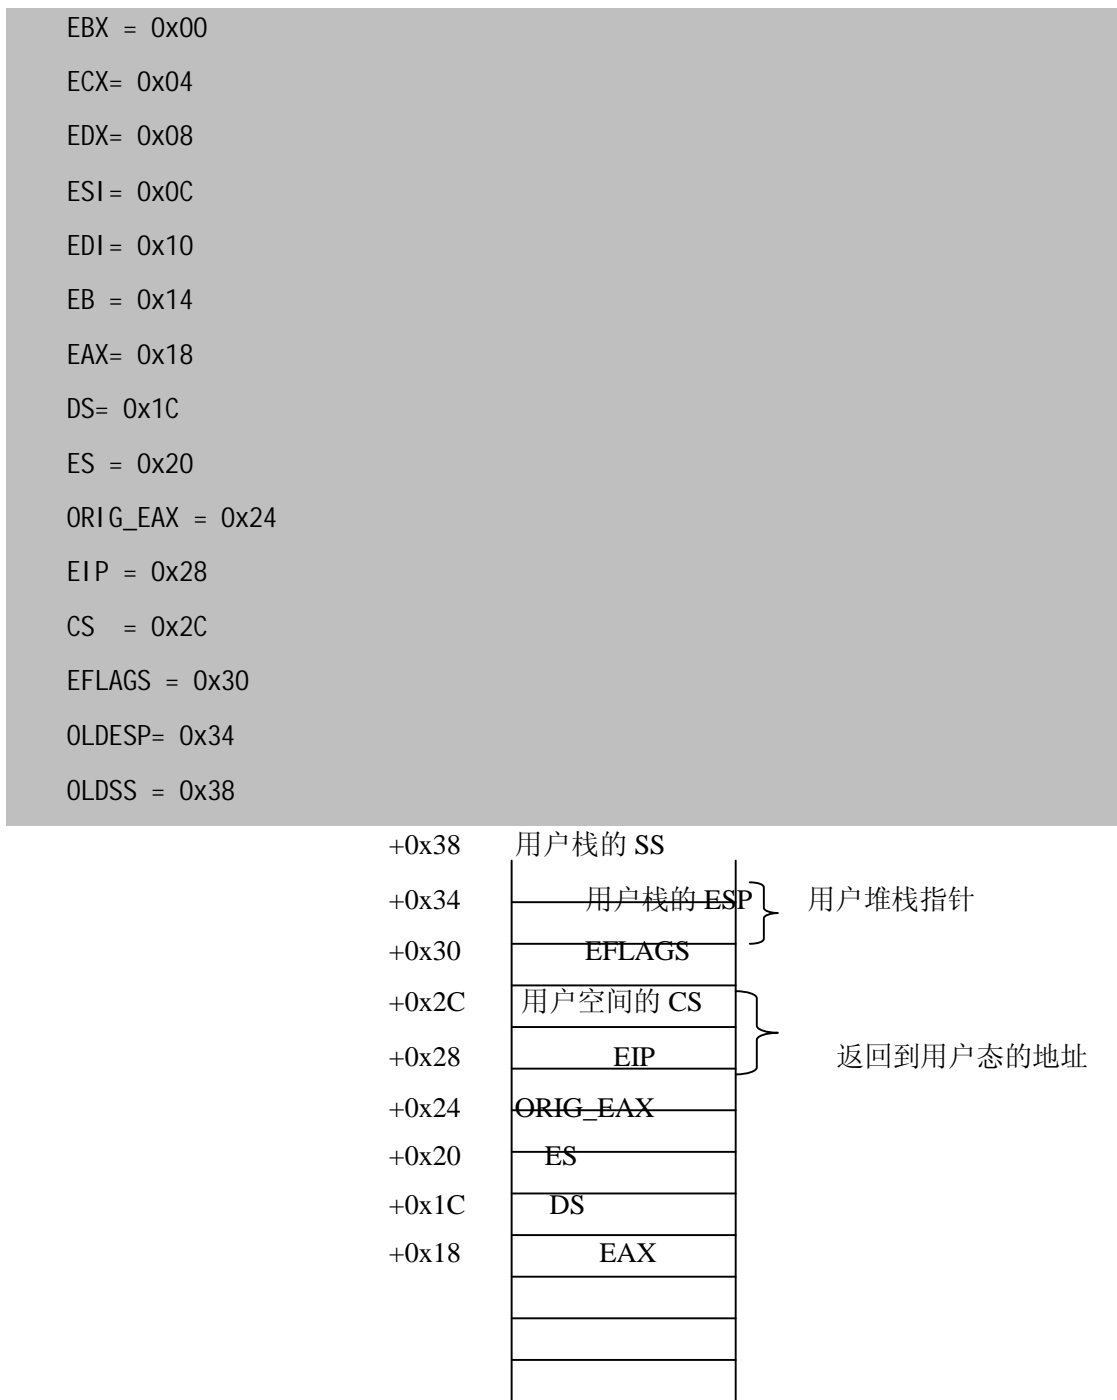 EBX = 0x00
ECX= 0x04
EDX= 0x08
ESI= 0x0C
EDI= 0x10
EB = 0x14
EAX= 0x18
DS= 0x1C
ES = 0x20
ORIG_EAX = 0x24
EIP = 0x28
CS = 0x2C
EFLAGS = 0x30
OLDESP= 0x34
OLDSS = 0x38
+0x38 用户栈的 SS
+0x34 用户栈的 ESP 用户堆栈指针
+0x30 EFLAGS
+0x2C 用户空间的 CS
+0x28 EIP 返回到用户态的地址
+0x24 ORIG_EAX
+0x20 ES
+0x1C DS
+0x18 EAX